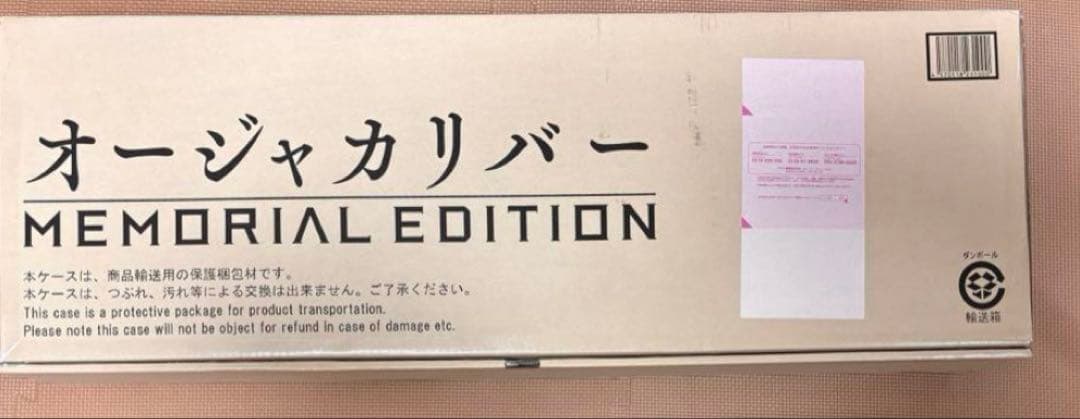 オージャカリバー
MEMORIAL EDITION
本ケースは、商品輸送用の保護梱包材です。
本ケースは、つぶれ、汚れ等による交換は出来ません。ご了承ください。
This case is a protective package for product transportation.
Please note this case will not be object for refund in case of damage etc.
ダンボール
輸送箱